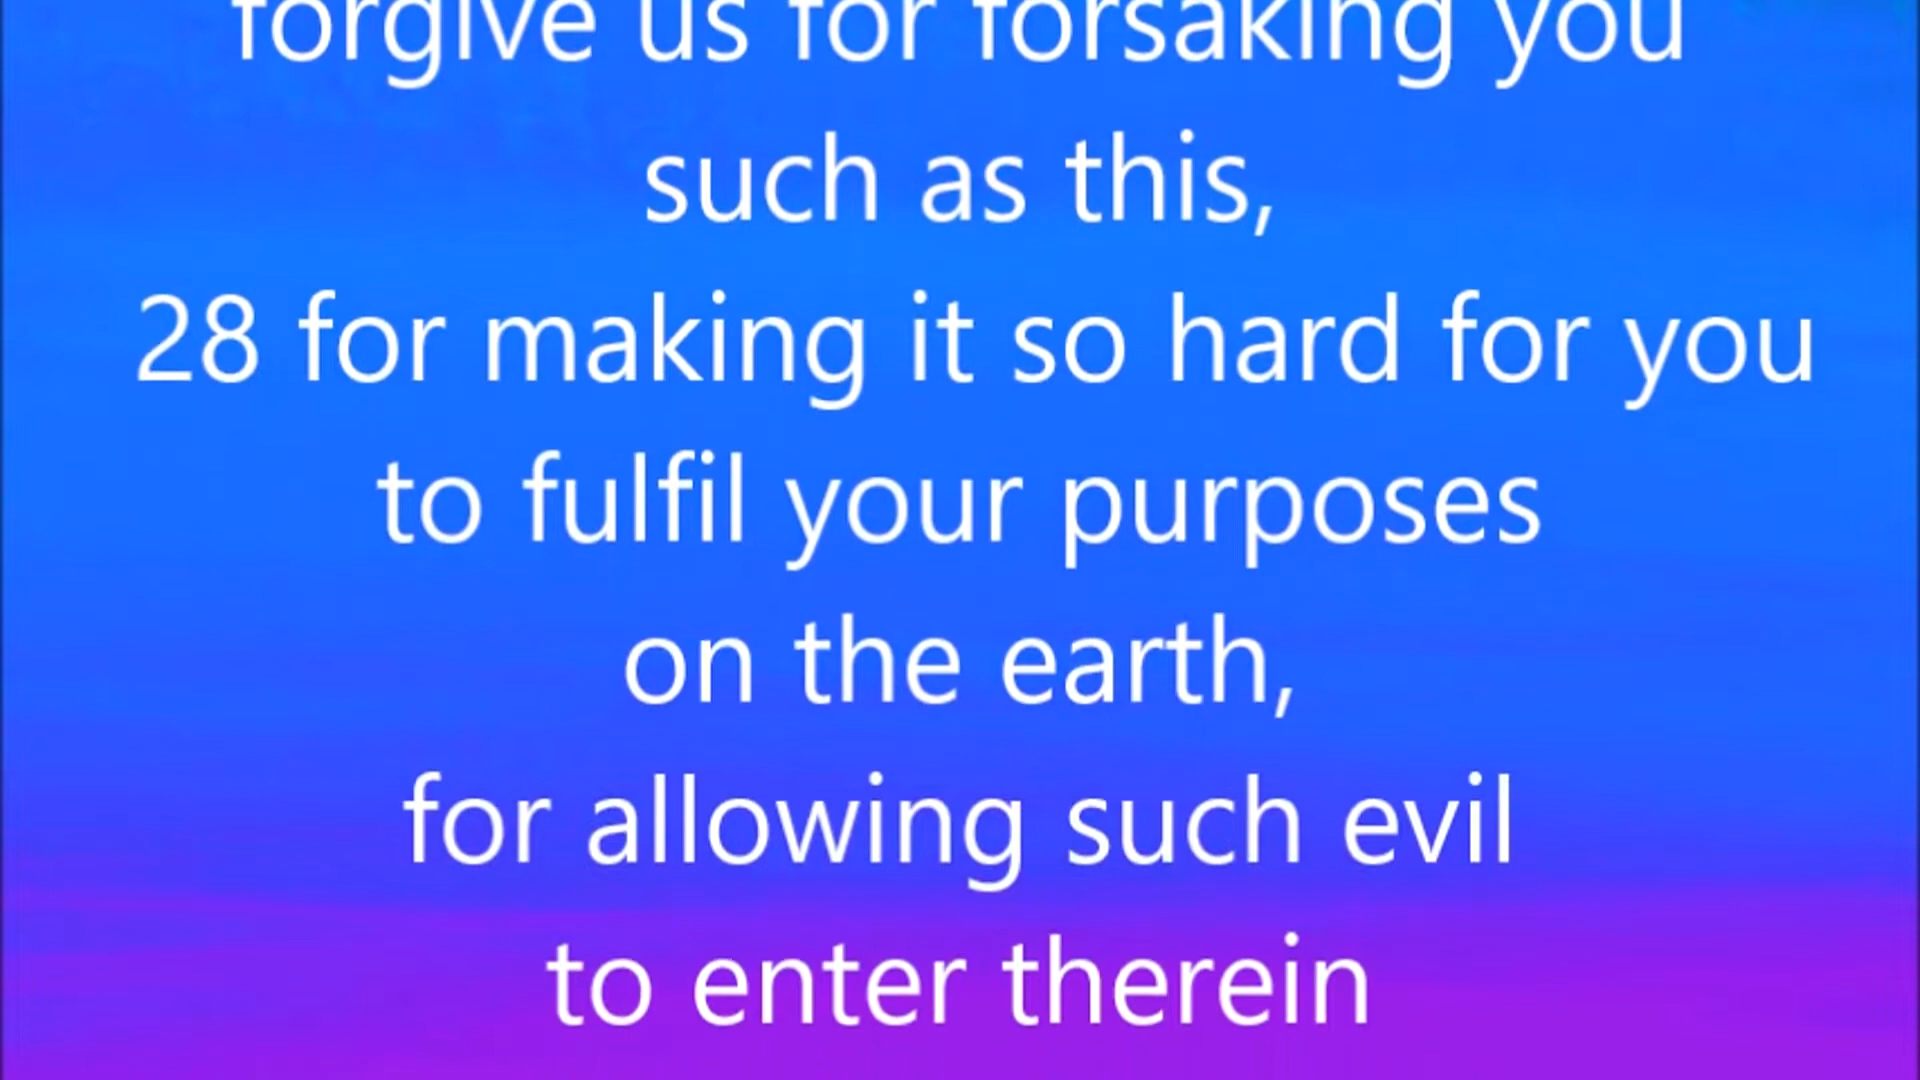 forgive us for forsaking you
such as this,
28 for making it so hard for you
to fulfil your purposes
on the earth,
for allowing such evil
to enter therein